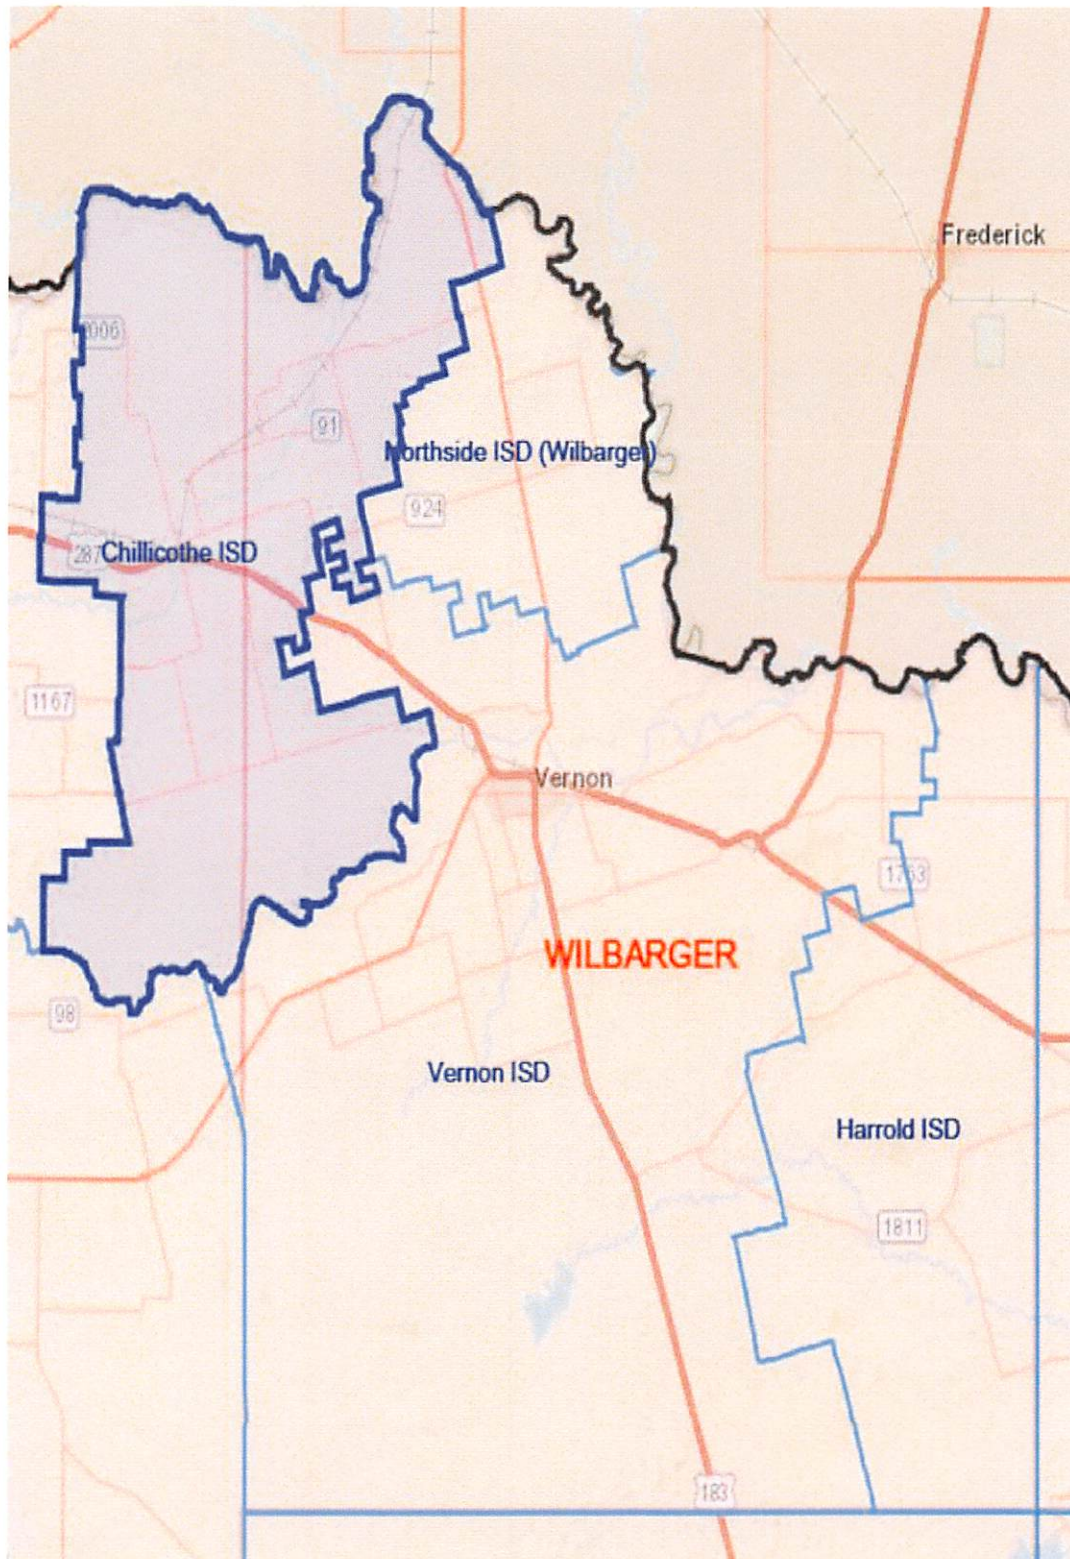 Frederick
2006
91
Northside ISD (Wilbarger)
924
287
Chillicothe ISD
1167
Vernon
1763
WILBARGER
98
Vernon ISD
Harrold ISD
1811
183